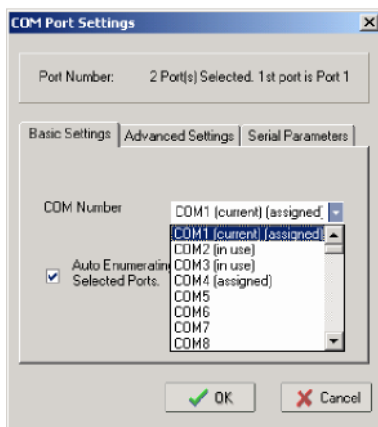 COM Port Settings
Port Number: 2 Port(s) Selected. 1st port is Port 1
Basic Settings Advanced Settings Serial Parameters
COM Number COM1 (current) (assigned)
COM1 (current) (assigned)
COM2 (in use)
Auto Enumerating COM3 (in use)
Selected Ports. COM4 (assigned)
COM5
COM6
COM7
COM8
OK Cancel